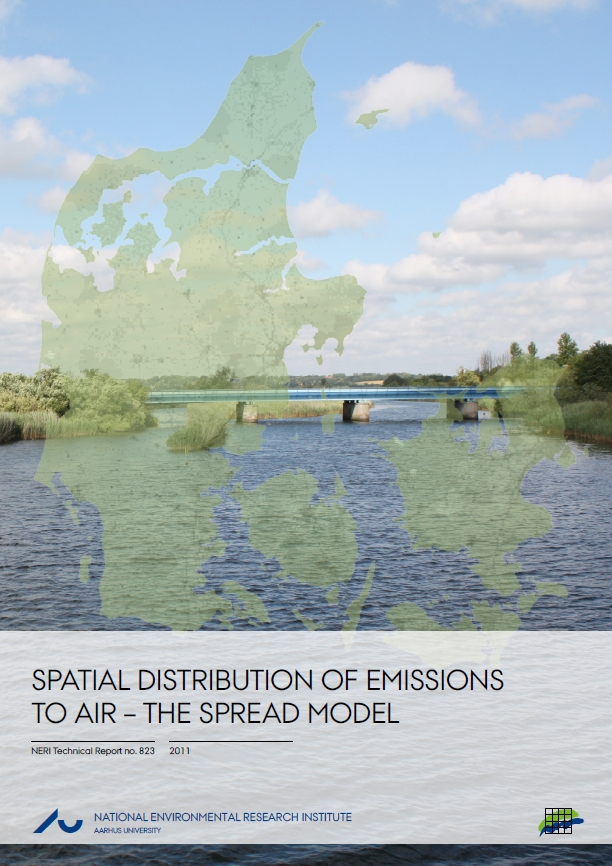 SPATIAL DISTRIBUTION OF EMISSIONS
TO AIR – THE SPREAD MODEL
NERI Technical Report no. 823 2011
NATIONAL ENVIRONMENTAL RESEARCH INSTITUTE
AARHUS UNIVERSITY